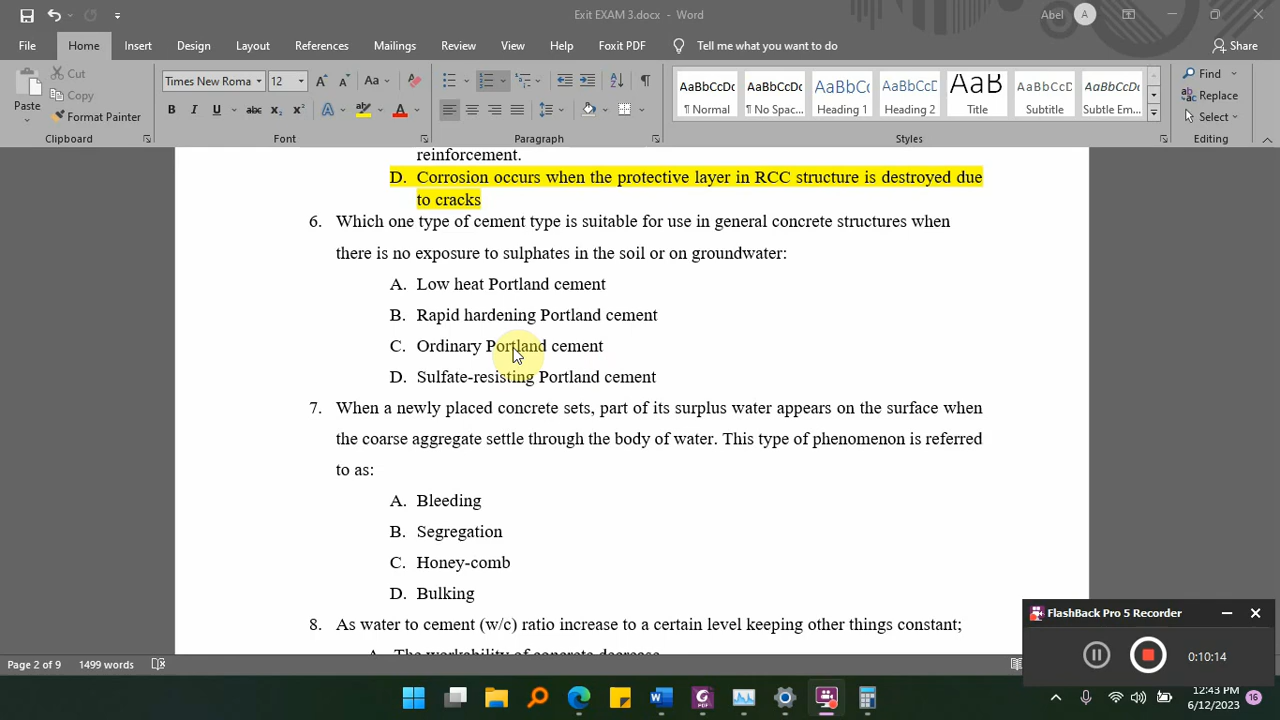 Exit EXAM 3.docx - Word
Abel
A
File
Home
Insert
Design
Layout
References
Mailings
Review
View
Help
Foxit PDF
Tell me what you want to do
Share
Paste
Cut
Copy
Format Painter
Clipboard
Times New Roma
12
Font
Paragraph
AaBbCcDc
¶ Normal
AaBbCcDc
¶ No Spac...
AaBbCc
Heading 1
AaBbCcD
Heading 2
AaB
Title
AaBbCcD
Subtitle
AaBbCcDc
Subtle Em...
Styles
Find
Replace
Select
Editing
reinforcement.
D. Corrosion occurs when the protective layer in RCC structure is destroyed due
to cracks
6. Which one type of cement type is suitable for use in general concrete structures when
there is no exposure to sulphates in the soil or on groundwater:
A. Low heat Portland cement
B. Rapid hardening Portland cement
C. Ordinary Portland cement
D. Sulfate-resisting Portland cement
7. When a newly placed concrete sets, part of its surplus water appears on the surface when
the coarse aggregate settle through the body of water. This type of phenomenon is referred
to as:
A. Bleeding
B. Segregation
C. Honey-comb
D. Bulking
8. As water to cement (w/c) ratio increase to a certain level keeping other things constant;
A. The workability of concrete decrease
FlashBack Pro 5 Recorder
0:10:14
Page 2 of 9
1499 words
12:43 PM
6/12/2023
16